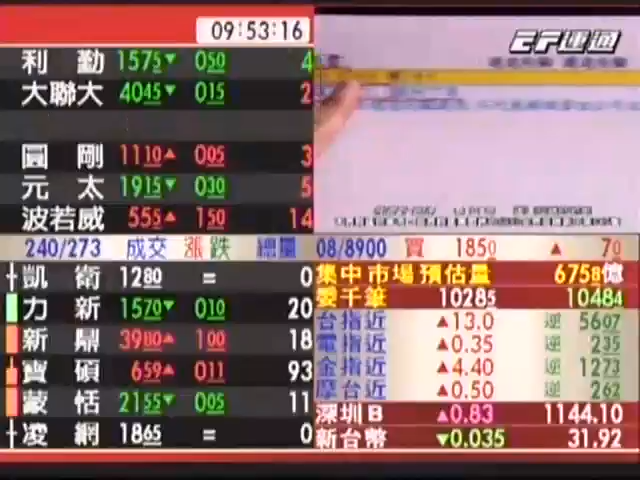 09:53:16
利勤 1575▼ 050 4
大聯大 4045▼ 015 2
圓剛 1110▲ 005 3
元太 1915▼ 030 5
波若威 555▲ 150 14
運通
240/273 成交 漲跌 總量
凱衛 1280 = 0
力新 1570▼ 010 20
新鼎 3980▲ 100 18
寶碩 659▲ 011 93
蒙恬 2155▼ 005 11
凌網 1865 = 0
08/8900 買 1850 ▲ 70
集中市場預估量 6758億
委千筆 10285 10484
台指近 ▲13.0 逆 5607
電指近 ▲0.35 逆 235
金指近 ▲4.40 逆 1273
摩台近 ▲0.50 逆 262
深圳B ▲0.83 1144.10
新台幣 ▼0.035 31.92